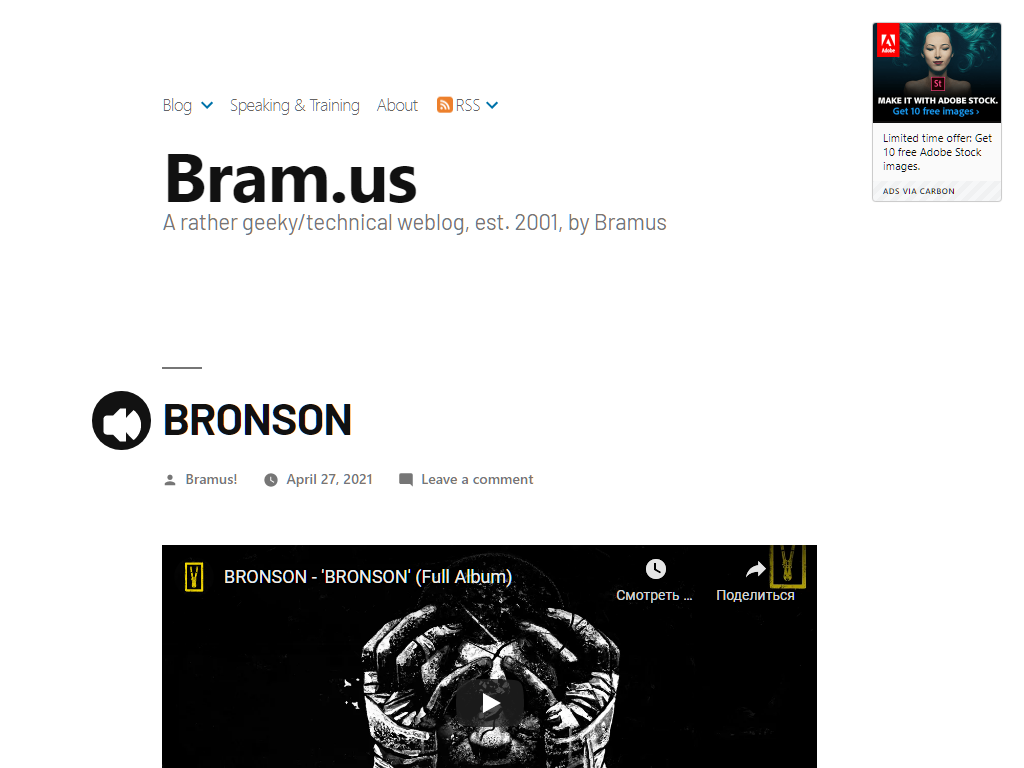 Blog Speaking & Training About RSS
Bram.us
A rather geeky/technical weblog, est. 2001, by Bramus
Adobe
St
MAKE IT WITH ADOBE STOCK.
Get 10 free images ›
Limited time offer: Get
10 free Adobe Stock
images.
ADS VIA CARBON
BRONSON
Bramus! April 27, 2021 Leave a comment
BRONSON - 'BRONSON' (Full Album)
Смотреть ... Поделиться